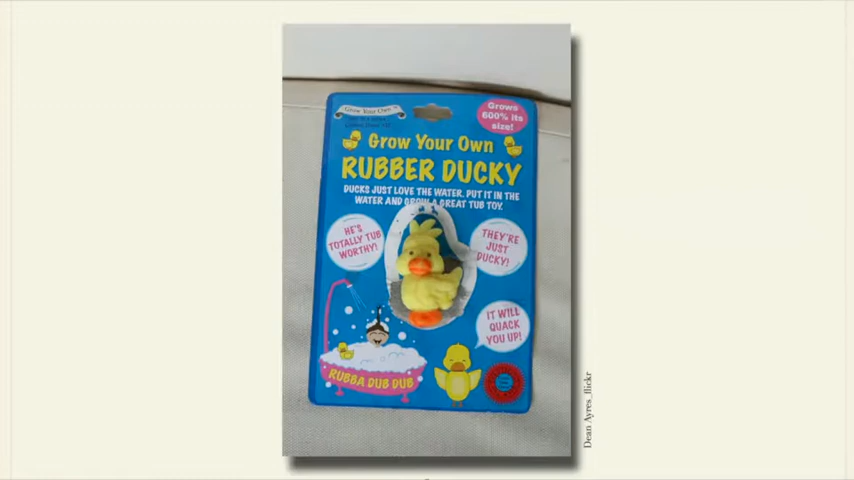 Grow Your Own
Grows
600% its
size!
Grow Your Own
RUBBER DUCKY
DUCKS JUST LOVE THE WATER. PUT IT IN THE
WATER AND GROW A GREAT TUB TOY.
HE'S
TOTALLY TUB
WORTHY!
THEY'RE
JUST
DUCKY!
IT WILL
QUACK
YOU UP!
RUBBA DUB DUB
Dean Ayres_flickr